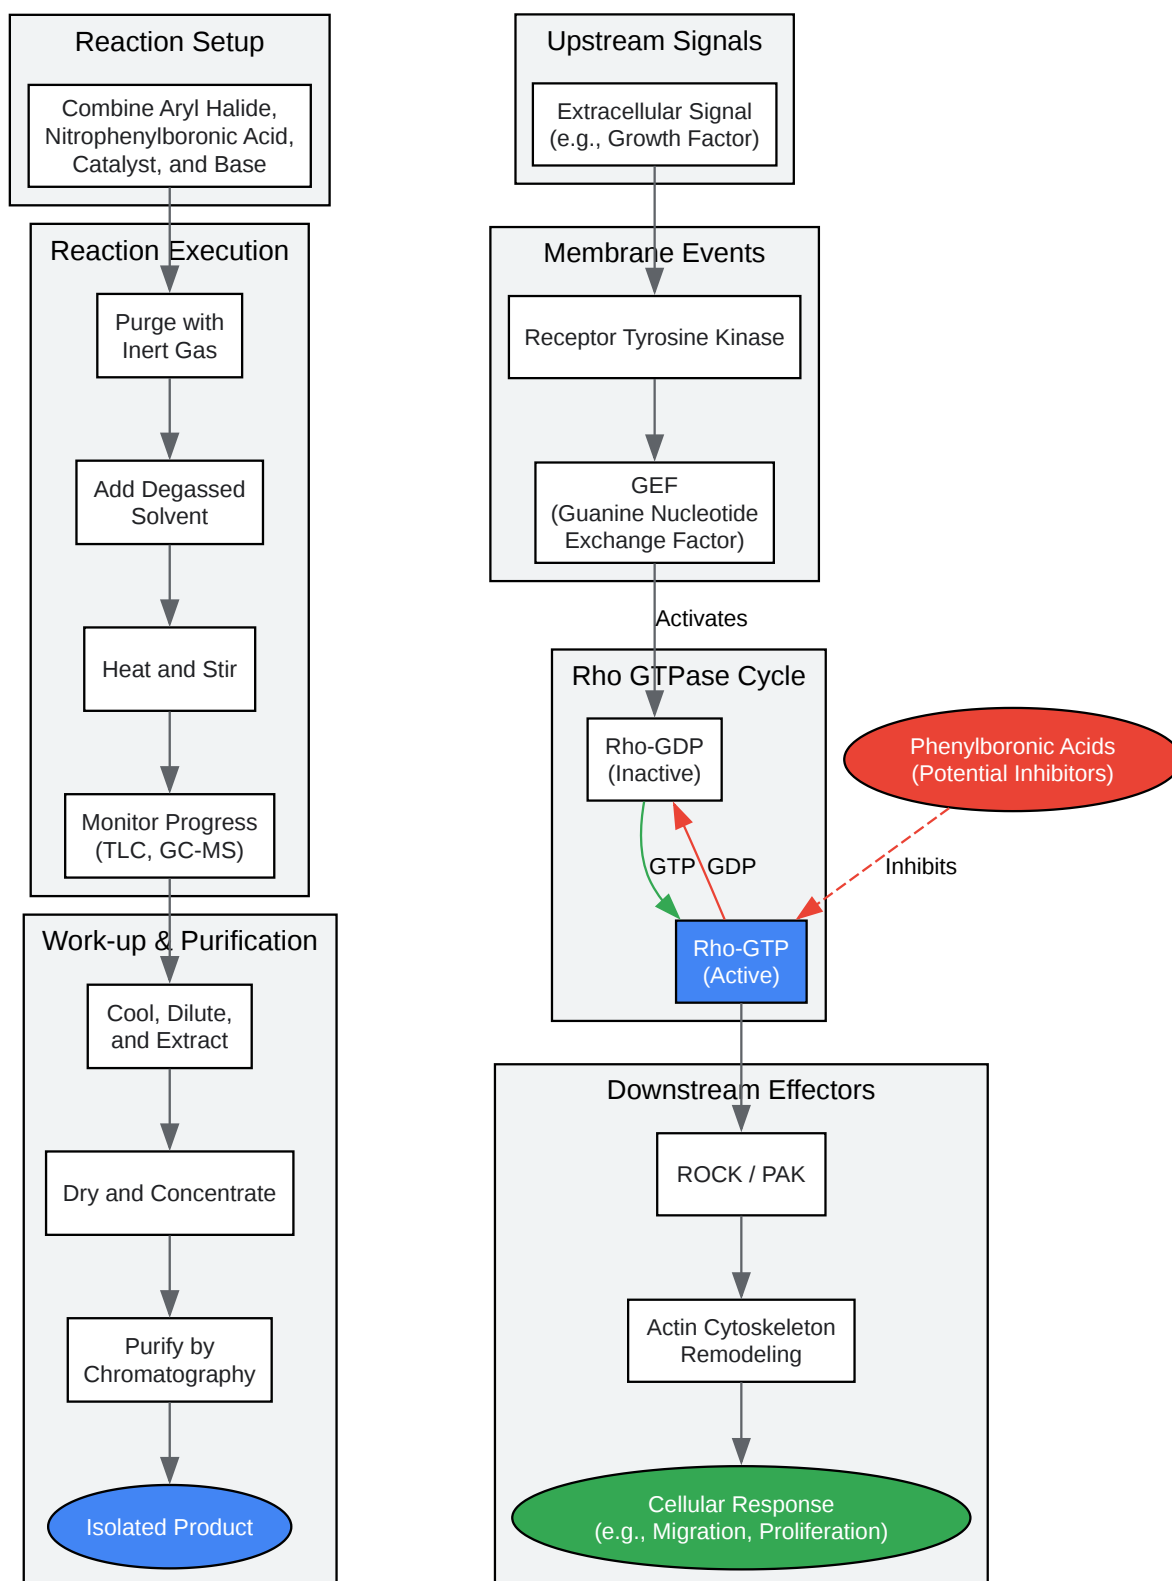 Reaction Setup
Combine Aryl Halide,
Nitrophenylboronic Acid,
Catalyst, and Base
Reaction Execution
Purge with
Inert Gas
Add Degassed
Solvent
Heat and Stir
Monitor Progress
(TLC, GC-MS)
Work-up & Purification
Cool, Dilute,
and Extract
Dry and Concentrate
Purify by
Chromatography
Isolated Product
Upstream Signals
Extracellular Signal
(e.g., Growth Factor)
Membrane Events
Receptor Tyrosine Kinase
GEF
(Guanine Nucleotide
Exchange Factor)
Activates
Rho GTPase Cycle
Rho-GDP
(Inactive)
Phenylboronic Acids
(Potential Inhibitors)
GTP
GDP
Inhibits
Rho-GTP
(Active)
Downstream Effectors
ROCK / PAK
Actin Cytoskeleton
Remodeling
Cellular Response
(e.g., Migration, Proliferation)